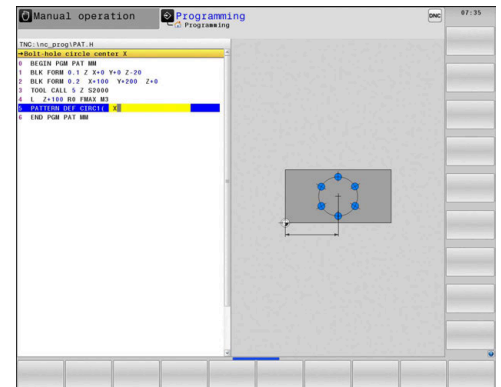 Manual operation
Programming
Programming
DNC
07:35
TNC:\nc_prog\PAT.H
→Bolt-hole circle center X
0 BEGIN PGM PAT MM
1 BLK FORM 0.1 Z X+0 Y+0 Z-20
2 BLK FORM 0.2 X+100 Y+200 Z+0
3 TOOL CALL 5 Z S2000
4 L Z+100 R0 FMAX M3
5 PATTERN DEF CIRC1( X
6 END PGM PAT MM